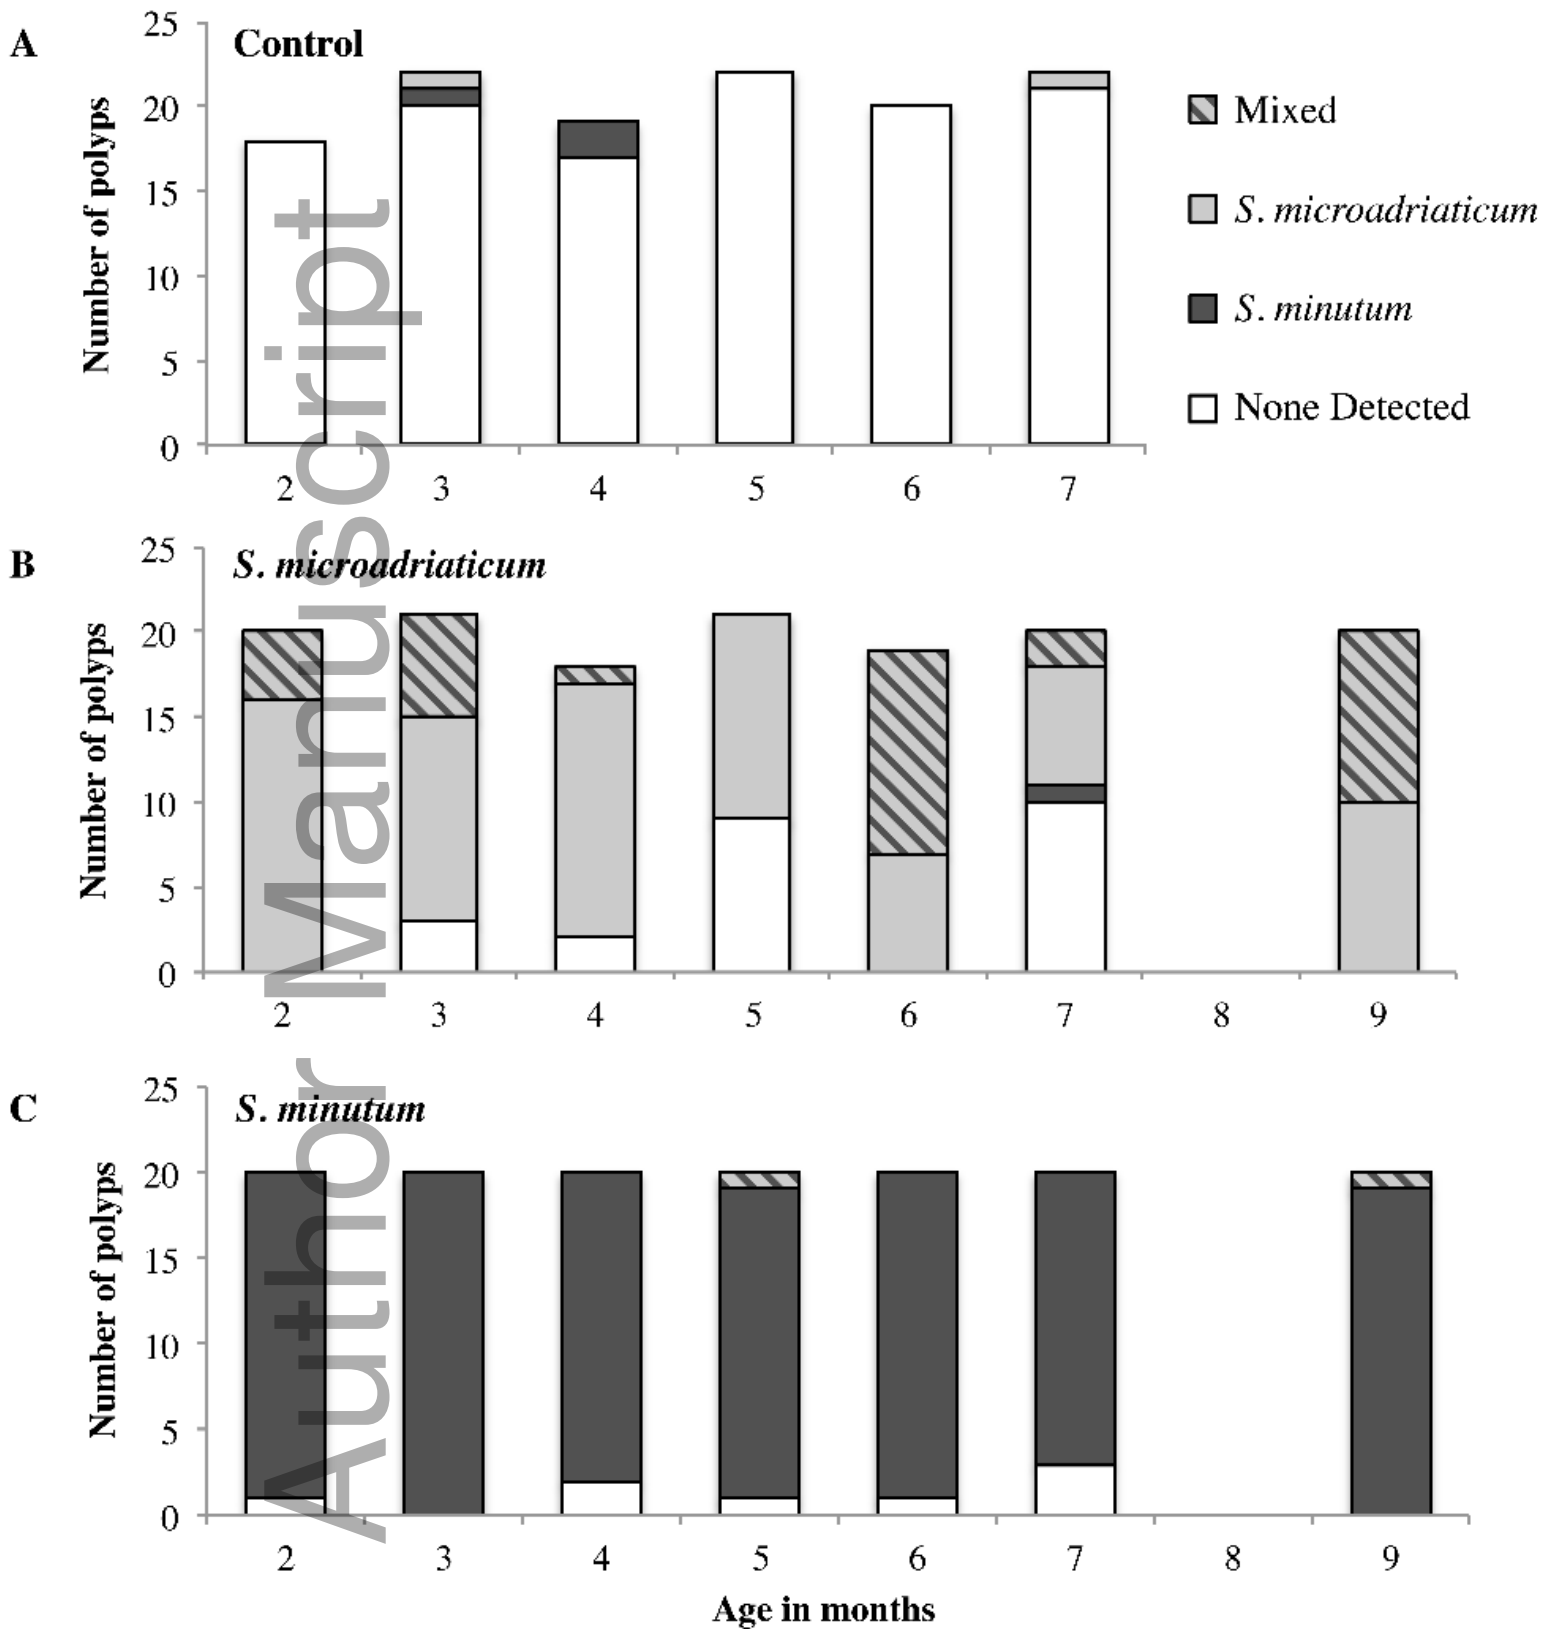 A
Control
25
20
15
10
5
0
Number of polyps
2 3 4 5 6 7
Mixed
S. microadriaticum
S. minutum
None Detected
B
S. microadriaticum
25
20
15
10
5
0
Number of polyps
2 3 4 5 6 7 8 9
C
S. minutum
25
20
15
10
5
0
Number of polyps
2 3 4 5 6 7 8 9
Age in months
Author Manuscript